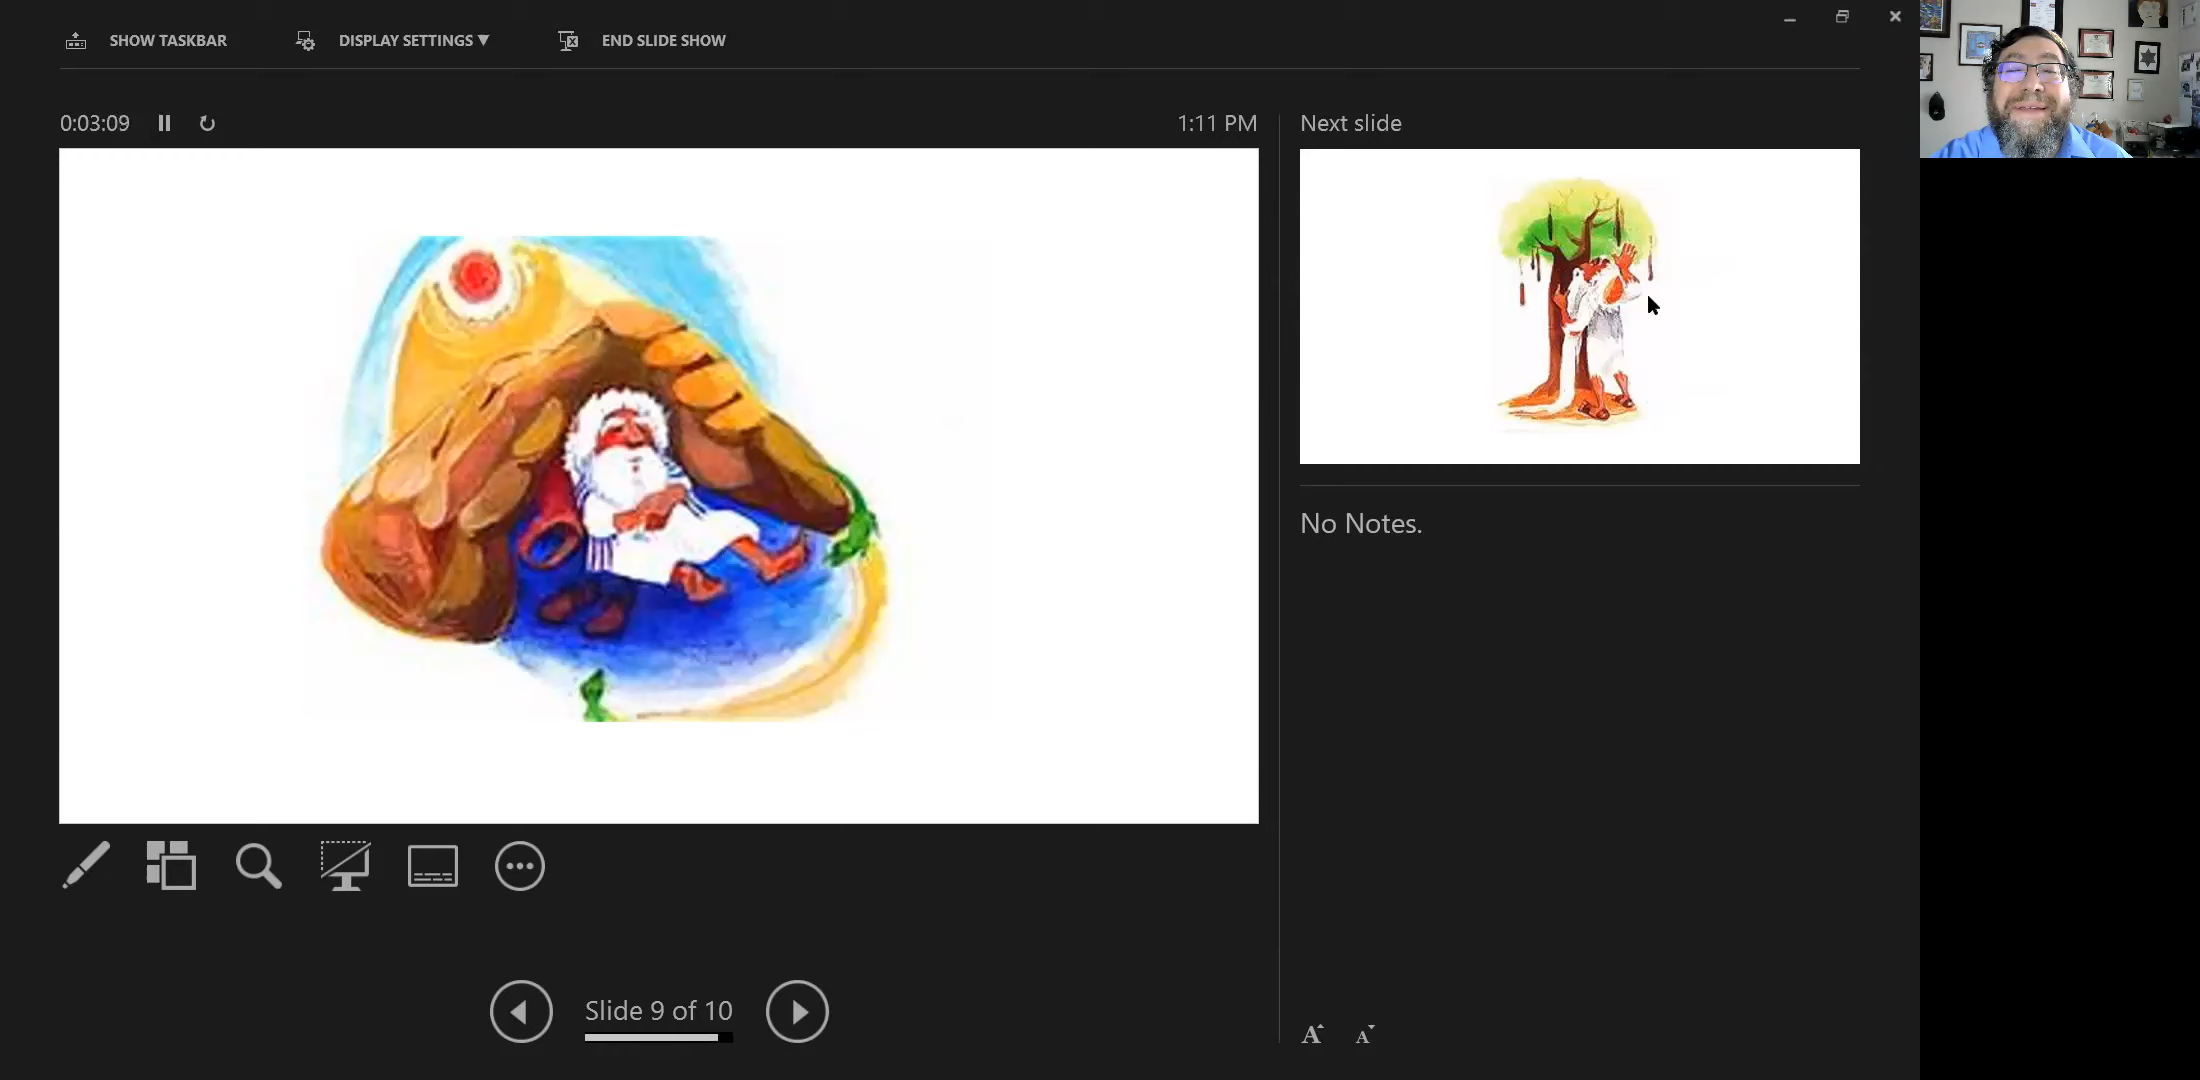 SHOW TASKBAR
DISPLAY SETTINGS ▼
END SLIDE SHOW
0:03:09
1:11 PM
Next slide
No Notes.
Slide 9 of 10
A A